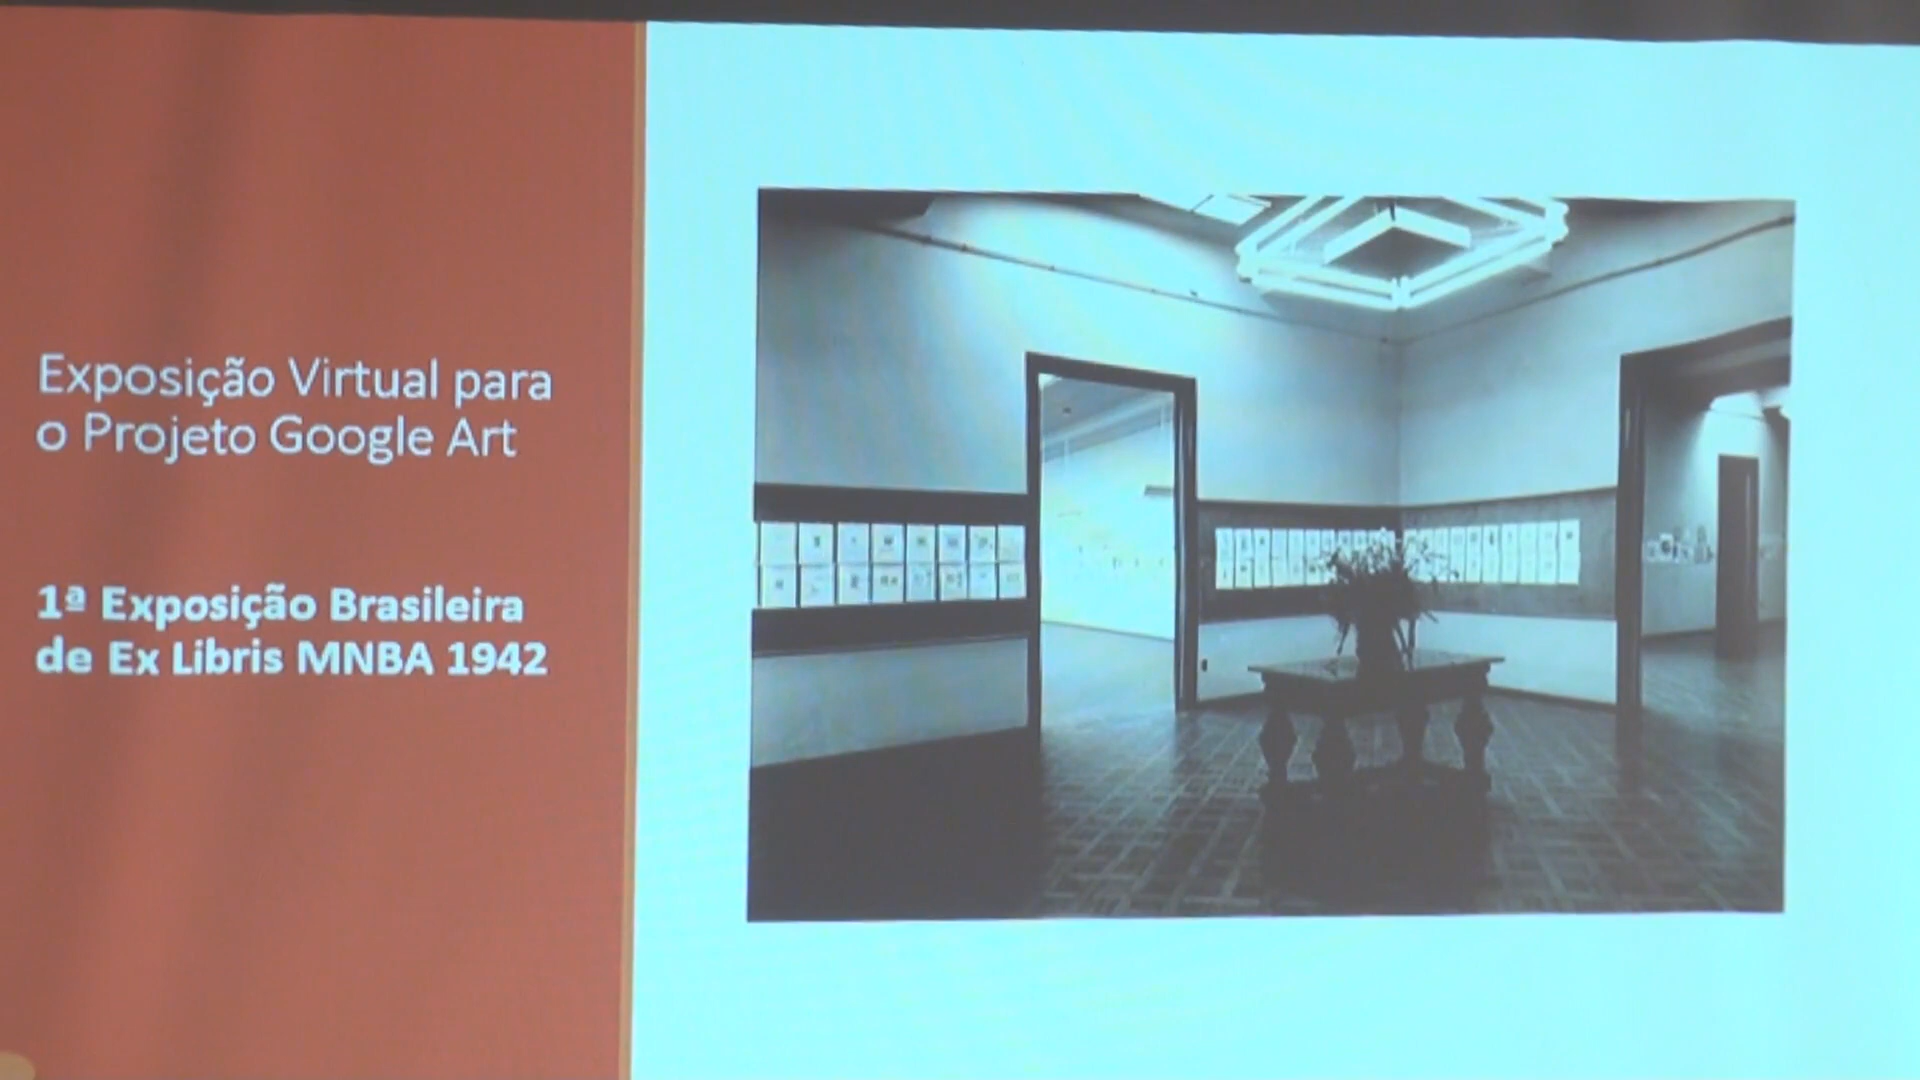 Exposição Virtual para
o Projeto Google Art
1ª Exposição Brasileira
de Ex Libris MNBA 1942